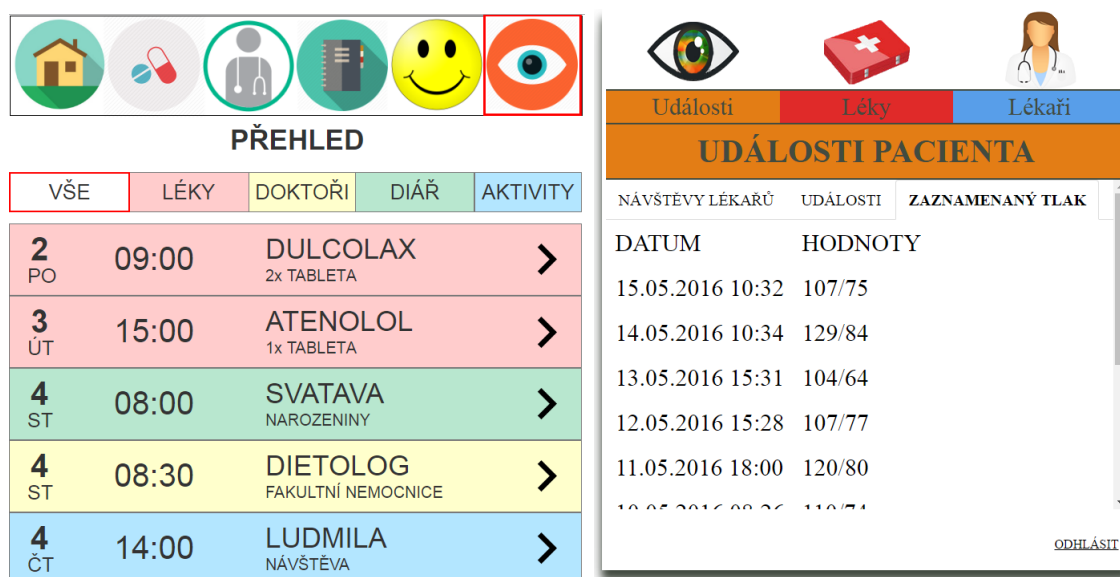 PŘEHLED
VŠE LÉKY DOKTOŘI DIÁŘ AKTIVITY
2 PO 09:00 DULCOLAX
2x TABLETA
3 ÚT 15:00 ATENOLOL
1x TABLETA
4 ST 08:00 SVATAVA
NAROZENINY
4 ST 08:30 DIETOLOG
FAKULTNÍ NEMOCNICE
4 ČT 14:00 LUDMILA
NÁVŠTĚVA
Události Léky Lékaři
UDÁLOSTI PACIENTA
NÁVŠTĚVY LÉKAŘŮ UDÁLOSTI ZAZNAMENANÝ TLAK
DATUM HODNOTY
15.05.2016 10:32 107/75
14.05.2016 10:34 129/84
13.05.2016 15:31 104/64
12.05.2016 15:28 107/77
11.05.2016 18:00 120/80
ODHLÁSIT